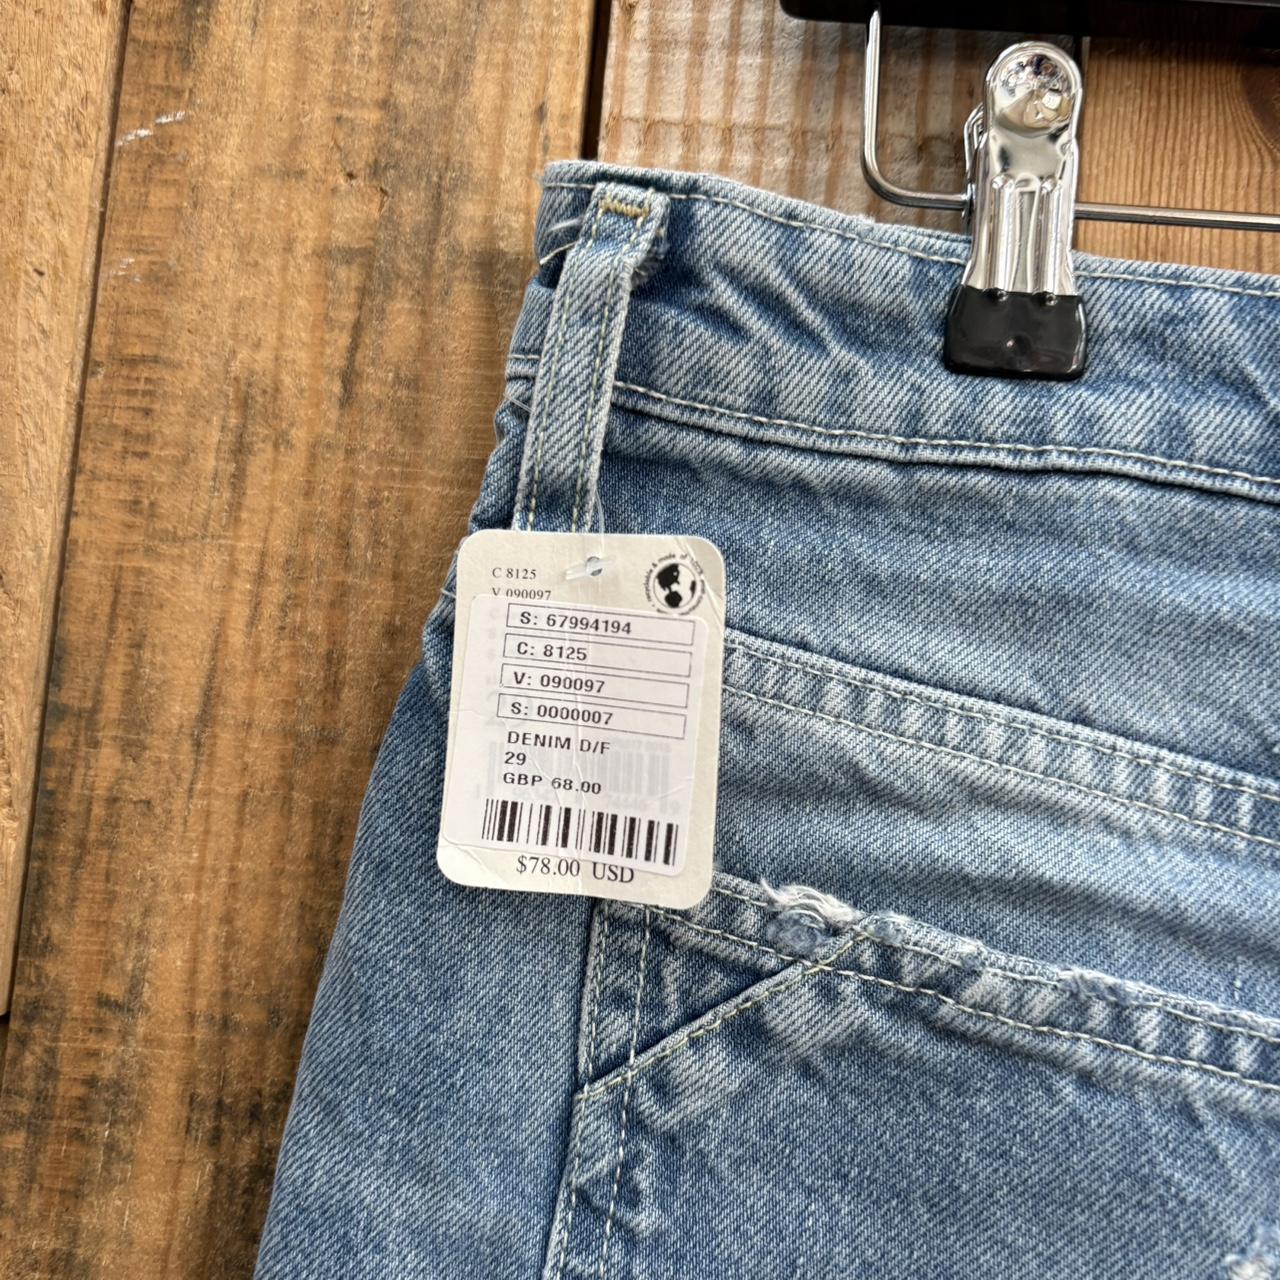 C 8125
V 090097
S: 67994194
C: 8125
V: 090097
S: 0000007
DENIM D/F
29
GBP 68.00
$78.00 USD